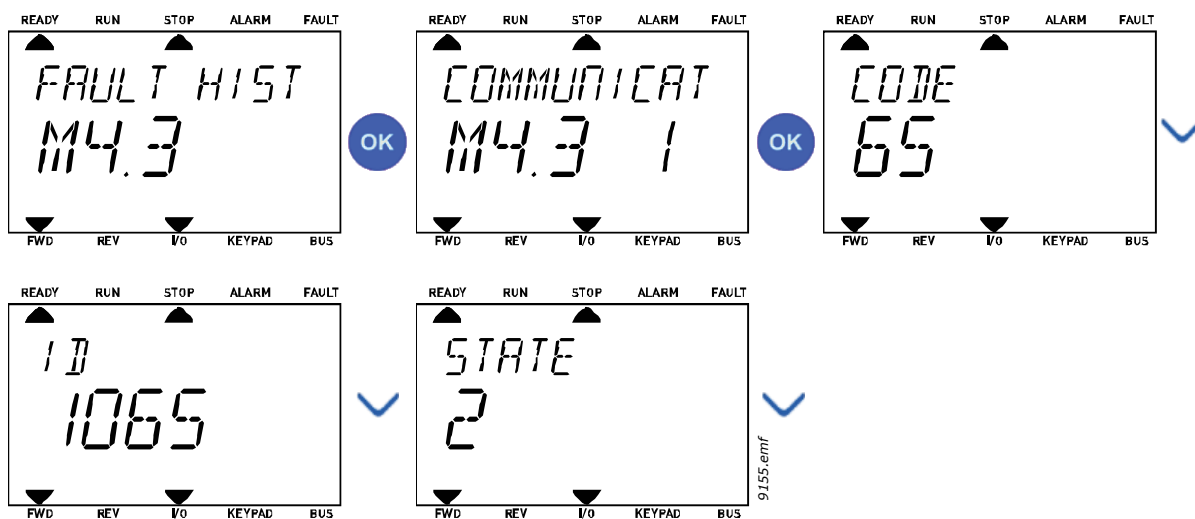 READY RUN STOP ALARM FAULT
FAULT HIST
M4.3
FWD REV I/O KEYPAD BUS
OK
READY RUN STOP ALARM FAULT
COMMUNICAT
M4.3 1
FWD REV I/O KEYPAD BUS
OK
READY RUN STOP ALARM FAULT
CODE
65
FWD REV I/O KEYPAD BUS
READY RUN STOP ALARM FAULT
ID
1065
FWD REV I/O KEYPAD BUS
READY RUN STOP ALARM FAULT
STATE
2
FWD REV I/O KEYPAD BUS
9155.emf